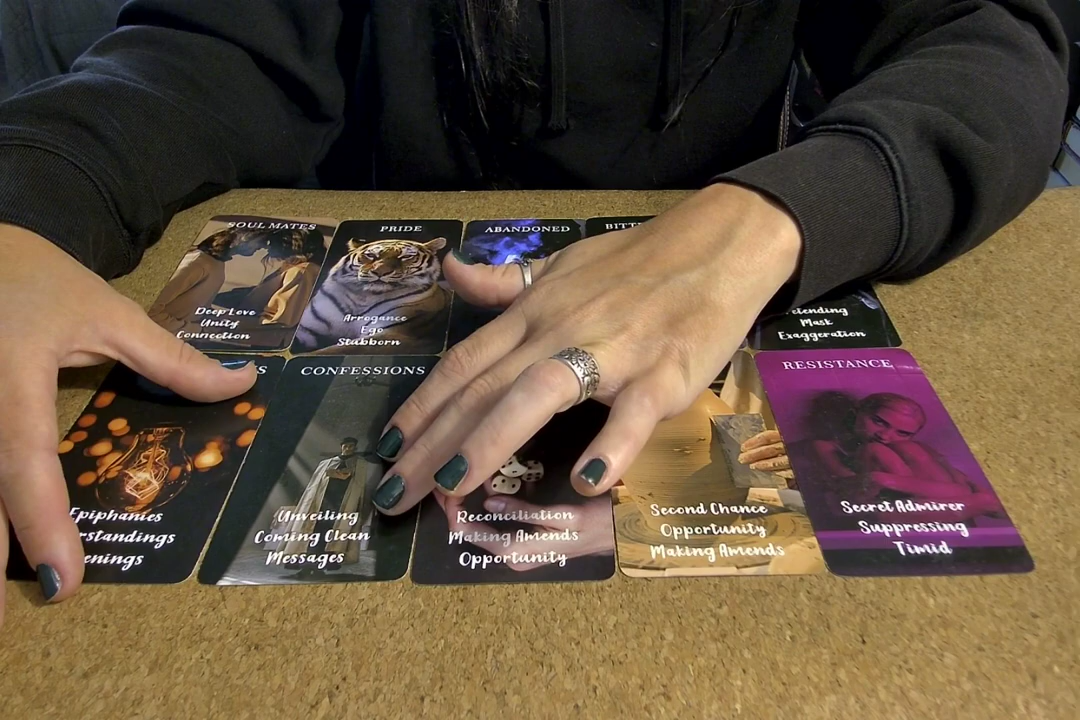 SOUL MATES
Deep Love
Unity
Connection
PRIDE
Arrogance
Ego
Stubborn
ABANDONED
Mask
Exaggeration
Epiphanies
CONFESSIONS
Unveiling
Coming Clean
Messages
Reconciliation
Making Amends
Opportunity
Second Chance
Opportunity
Making Amends
RESISTANCE
Secret Admirer
Suppressing
Timid